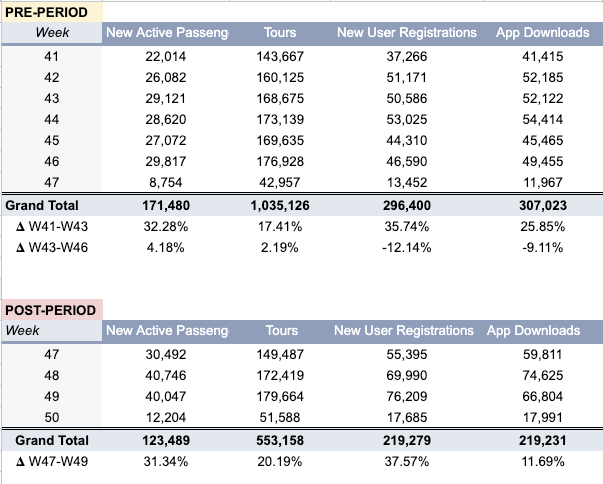 PRE-PERIOD
Week New Active Passeng Tours New User Registrations App Downloads
41 22,014 143,667 37,266 41,415
42 26,082 160,125 51,171 52,185
43 29,121 168,675 50,586 52,122
44 28,620 173,139 53,025 54,414
45 27,072 169,635 44,310 45,465
46 29,817 176,928 46,590 49,455
47 8,754 42,957 13,452 11,967
Grand Total 171,480 1,035,126 296,400 307,023
Δ W41-W43 32.28% 17.41% 35.74% 25.85%
Δ W43-W46 4.18% 2.19% -12.14% -9.11%
POST-PERIOD
Week New Active Passeng Tours New User Registrations App Downloads
47 30,492 149,487 55,395 59,811
48 40,746 172,419 69,990 74,625
49 40,047 179,664 76,209 66,804
50 12,204 51,588 17,685 17,991
Grand Total 123,489 553,158 219,279 219,231
Δ W47-W49 31.34% 20.19% 37.57% 11.69%